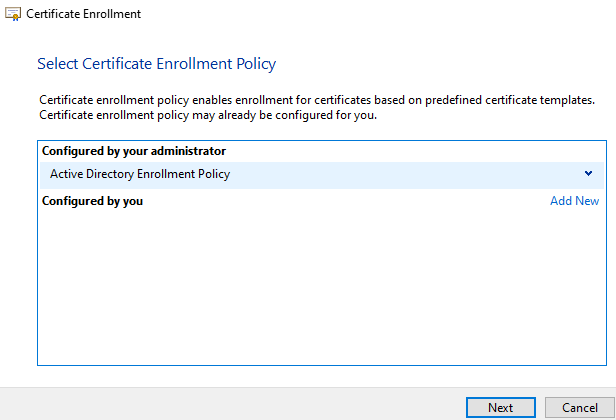 Certificate Enrollment
Select Certificate Enrollment Policy
Certificate enrollment policy enables enrollment for certificates based on predefined certificate templates.
Certificate enrollment policy may already be configured for you.
Configured by your administrator
Active Directory Enrollment Policy
Configured by you
Add New
Next
Cancel